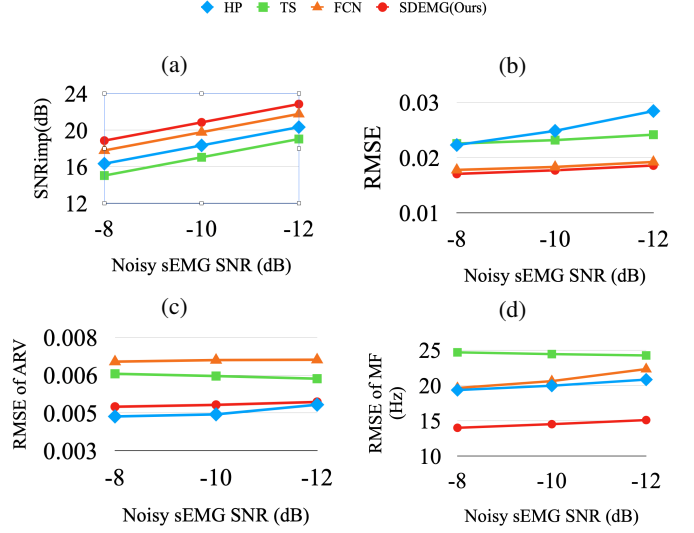 HP TS FCN SDEMG(Ours)
(a)
24
20
16
12
SNRimp(dB)
-8 -10 -12
Noisy sEMG SNR (dB)
(b)
0.03
0.02
0.01
RMSE
-8 -10 -12
Noisy sEMG SNR (dB)
(c)
0.008
0.006
0.005
0.003
RMSE of ARV
-8 -10 -12
Noisy sEMG SNR (dB)
(d)
25
20
15
10
RMSE of MF
(Hz)
-8 -10 -12
Noisy sEMG SNR (dB)